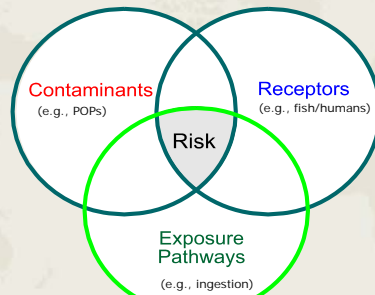 Contaminants
(e.g., POPs)
Receptors
(e.g., fish/humans)
Risk
Exposure
Pathways
(e.g., ingestion)